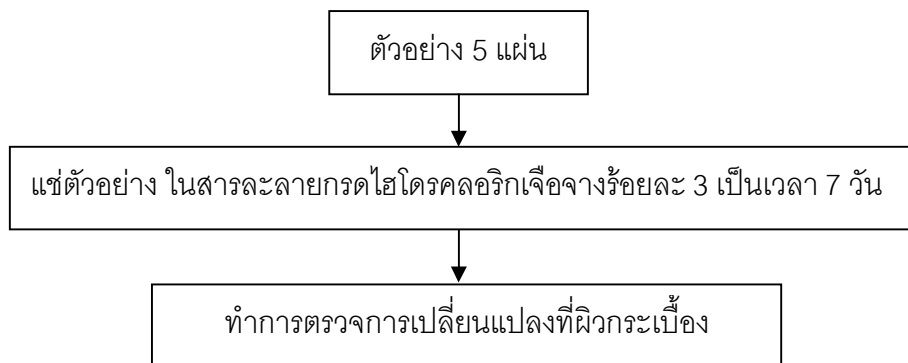 ตัวอย่าง 5 แผ่น
แช่ตัวอย่าง ในสารละลายกรดไฮโดรคลอริกเจือจางร้อยละ 3 เป็นเวลา 7 วัน
ทำการตรวจการเปลี่ยนแปลงที่ผิวกระเบื้อง